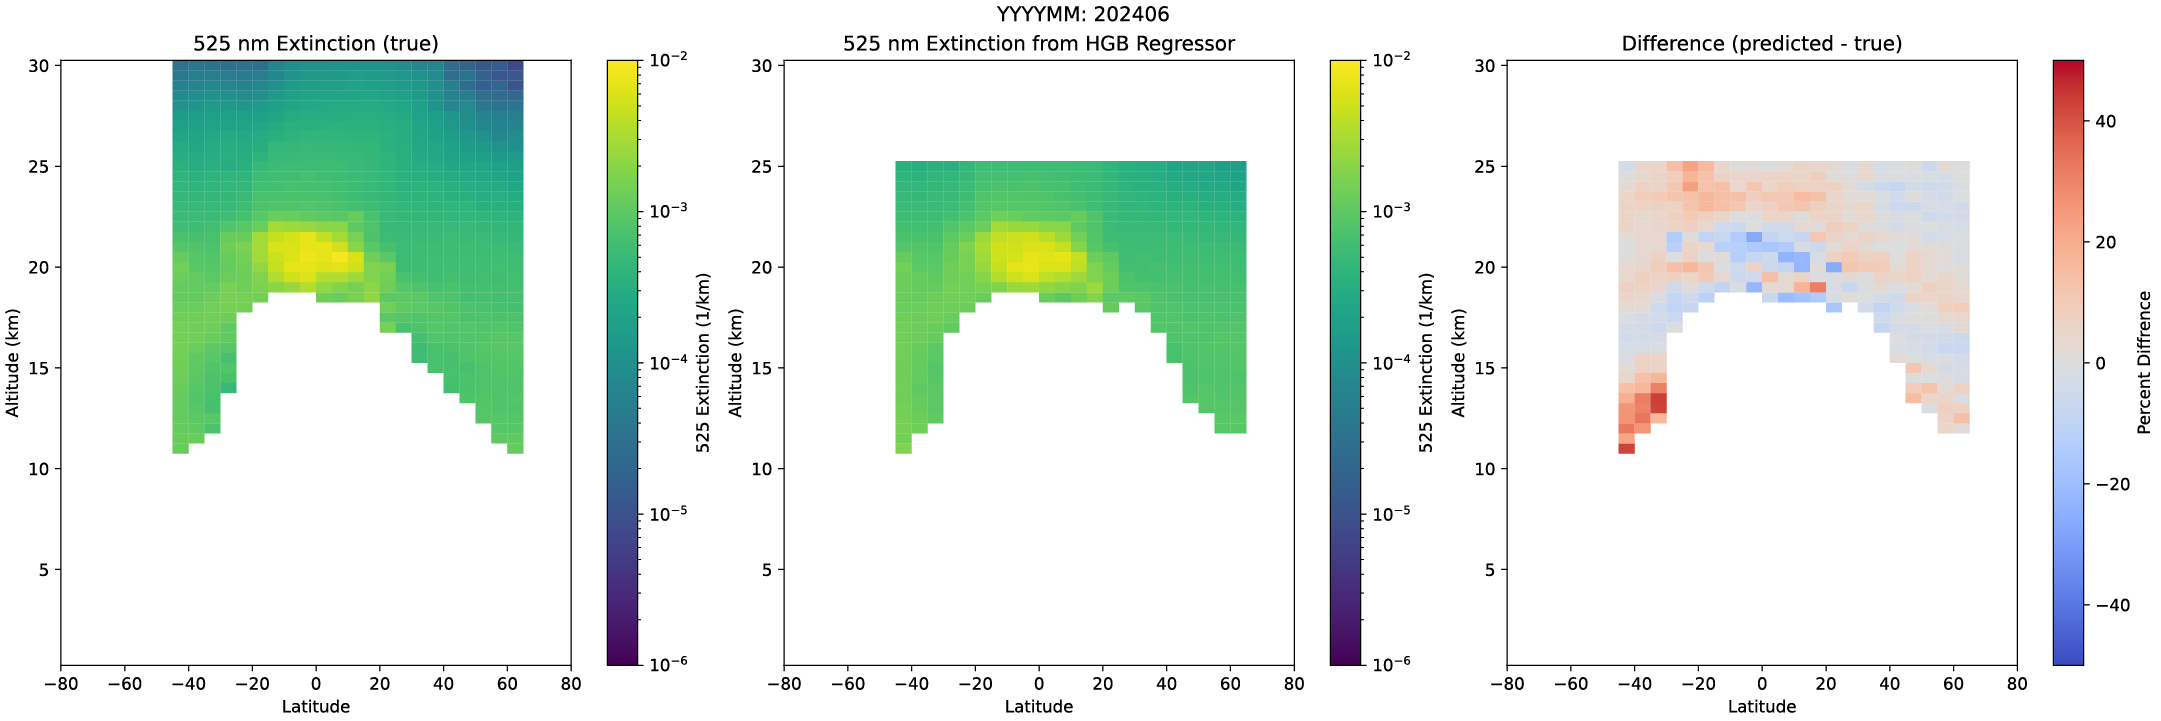 YYYYMM: 202406
525 nm Extinction (true)
525 nm Extinction from HGB Regressor
Difference (predicted - true)
30
25
20
15
10
5
Altitude (km)
−80 −60 −40 −20 0 20 40 60 80
Latitude
10−2
10−3
10−4
10−5
10−6
525 Extinction (1/km)
30
25
20
15
10
5
Altitude (km)
−80 −60 −40 −20 0 20 40 60 80
Latitude
10−2
10−3
10−4
10−5
10−6
525 Extinction (1/km)
30
25
20
15
10
5
Altitude (km)
−80 −60 −40 −20 0 20 40 60 80
Latitude
40
20
0
−20
−40
Percent Diffrence